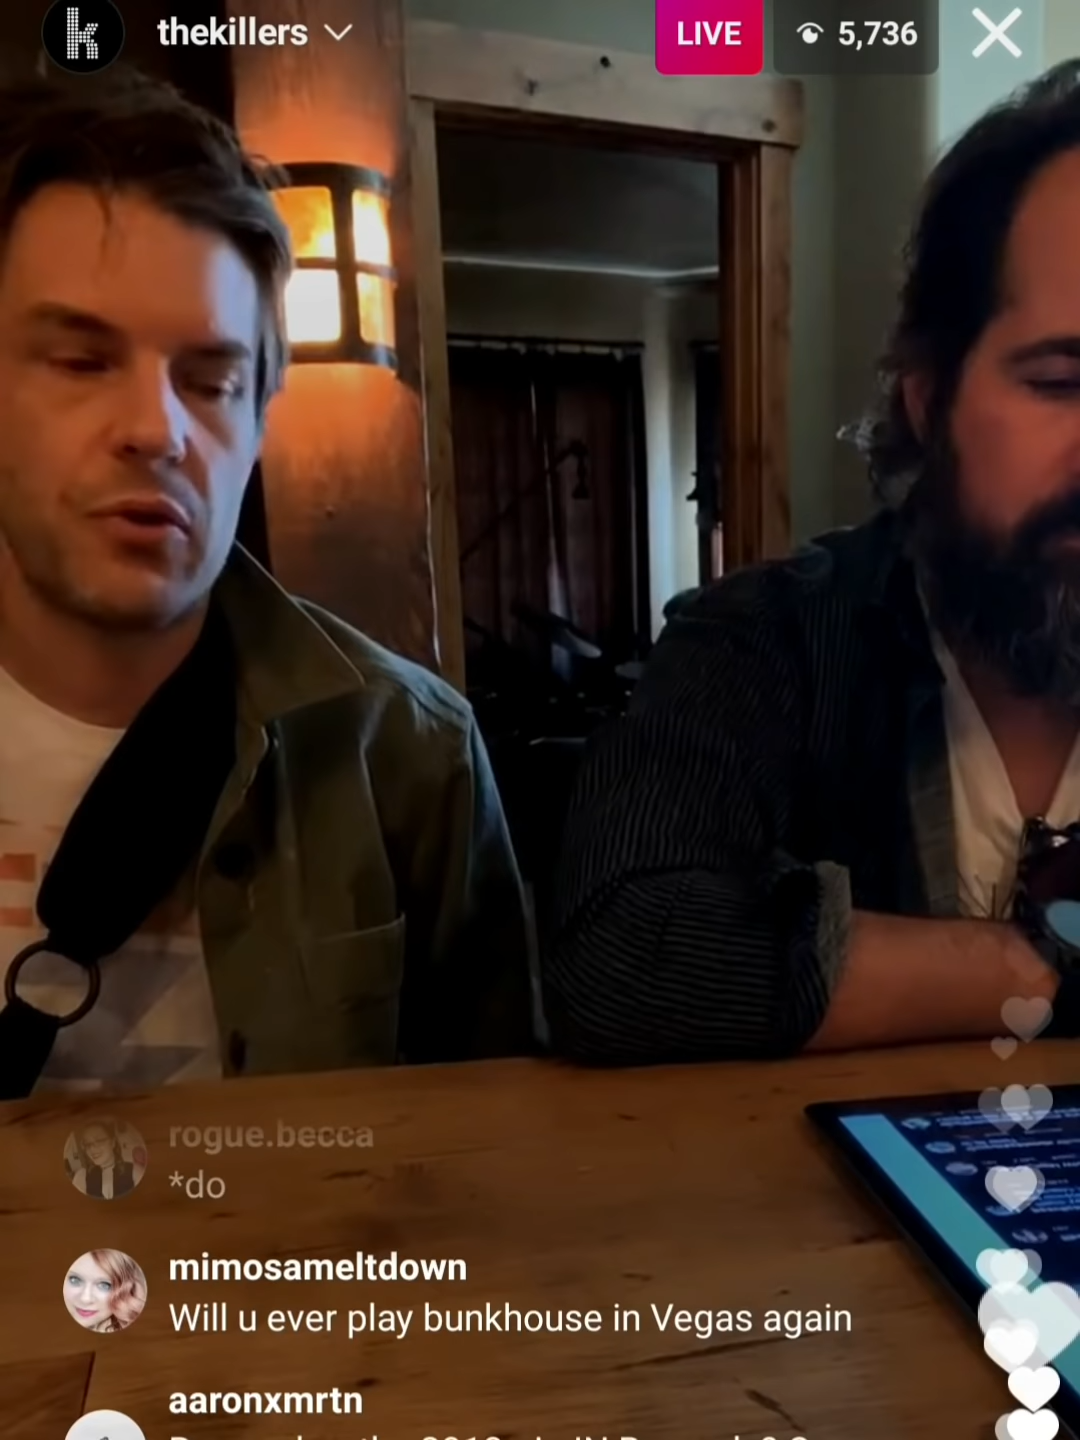 k
thekillers
LIVE
5,736
rogue.becca
*do
mimosameltdown
Will u ever play bunkhouse in Vegas again
aaronxmrtn